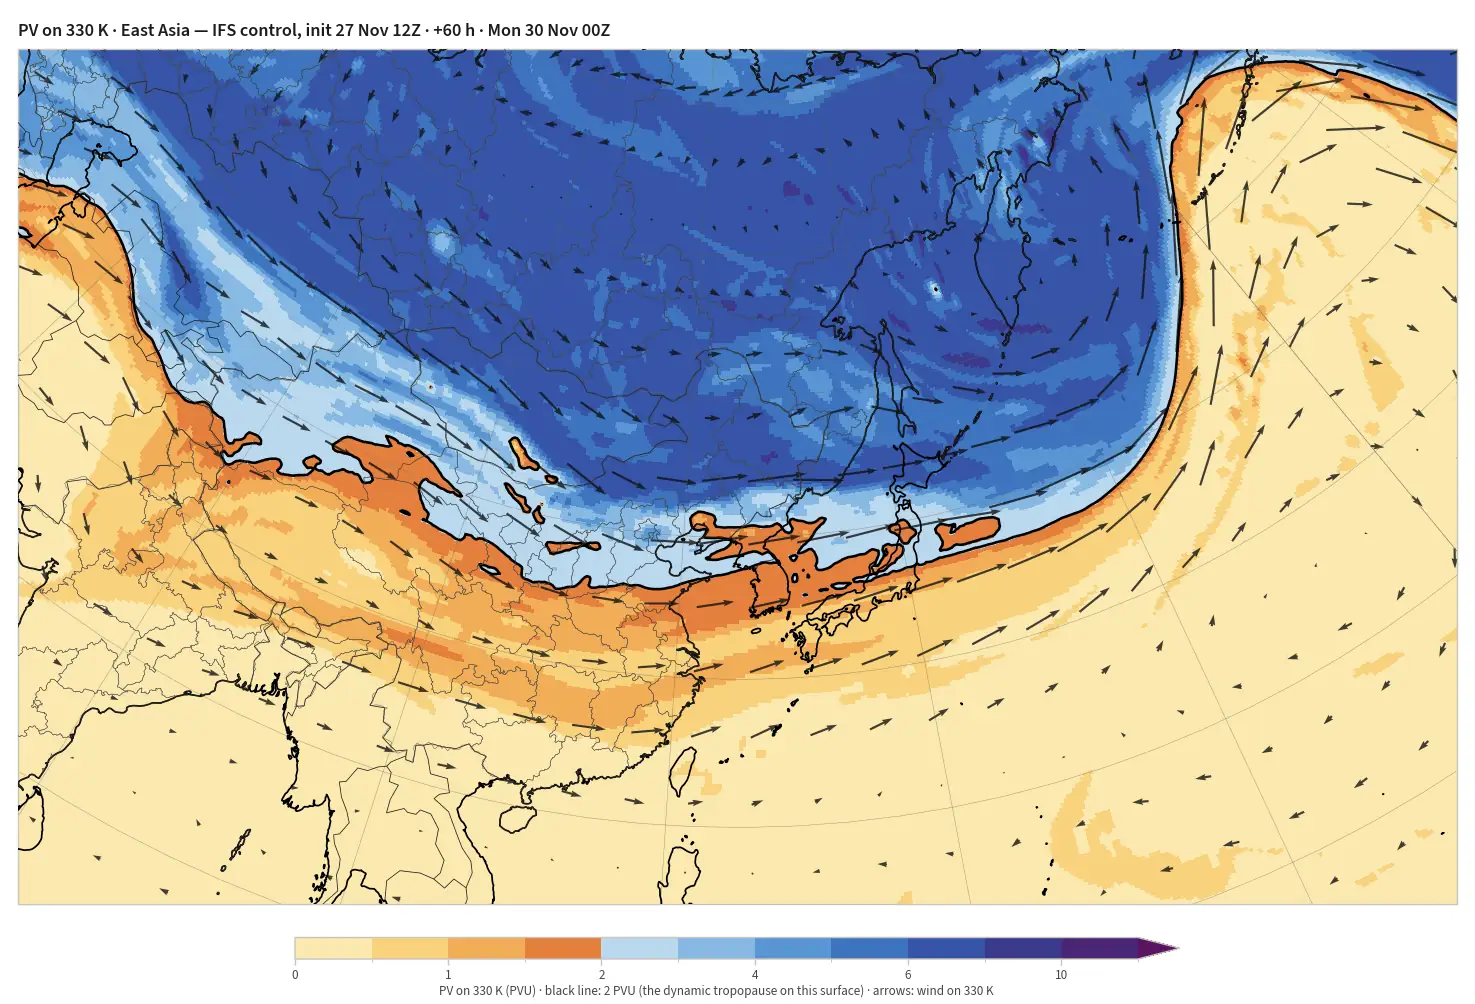 PV on 330 K · East Asia — IFS control, init 27 Nov 12Z · +60 h · Mon 30 Nov 00Z
0 1 2 4 6 10
PV on 330 K (PVU) · black line: 2 PVU (the dynamic tropopause on this surface) · arrows: wind on 330 K